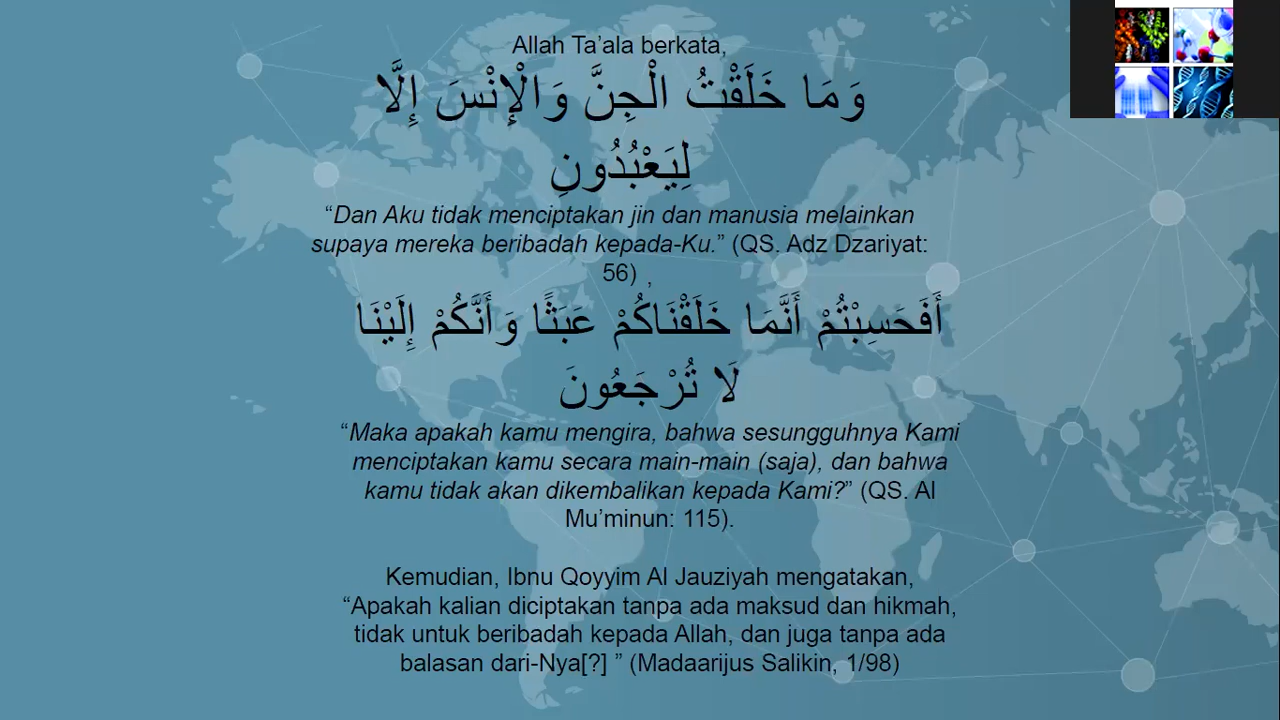 Allah Ta’ala berkata,
وَمَا خَلَقْتُ الْجِنَّ وَالْإِنْسَ إِلَّا
لِيَعْبُدُونِ
“Dan Aku tidak menciptakan jin dan manusia melainkan
supaya mereka beribadah kepada-Ku.” (QS. Adz Dzariyat:
56) ,
أَفَحَسِبْتُمْ أَنَّمَا خَلَقْنَاكُمْ عَبَثًا وَأَنَّكُمْ إِلَيْنَا
لَا تُرْجَعُونَ
“Maka apakah kamu mengira, bahwa sesungguhnya Kami
menciptakan kamu secara main-main (saja), dan bahwa
kamu tidak akan dikembalikan kepada Kami?” (QS. Al
Mu’minun: 115).
Kemudian, Ibnu Qoyyim Al Jauziyah mengatakan,
“Apakah kalian diciptakan tanpa ada maksud dan hikmah,
tidak untuk beribadah kepada Allah, dan juga tanpa ada
balasan dari-Nya[?] ” (Madaarijus Salikin, 1/98)